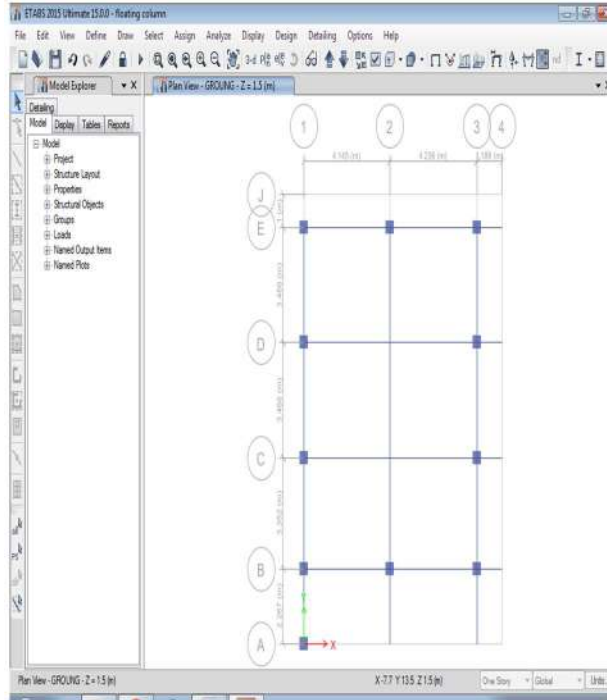 ETABS 2015 Ultimate 15.0.0 - floating column
File Edit View Define Draw Select Assign Analyze Display Design Detailing Options Help
Model Explorer
Plan View - GROUNG - Z = 1.5 (m)
Detailing
Model Display Tables Reports
Model
Project
Structure Layout
Properties
Structural Objects
Groups
Loads
Named Output Items
Named Plots
1 2 3 4
J
E
D
C
B
A
Y
X
Plan View - GROUNG - Z = 1.5 (m)
X -7.7 Y 13.5 Z 1.5 (m)
One Story
Global
Units